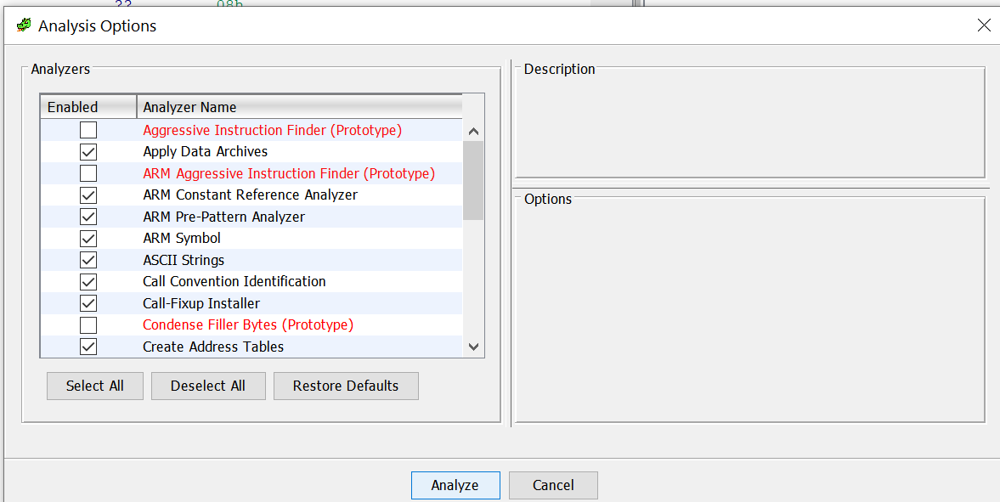 Analysis Options
Analyzers
Enabled Analyzer Name
Aggressive Instruction Finder (Prototype)
Apply Data Archives
ARM Aggressive Instruction Finder (Prototype)
ARM Constant Reference Analyzer
ARM Pre-Pattern Analyzer
ARM Symbol
ASCII Strings
Call Convention Identification
Call-Fixup Installer
Condense Filler Bytes (Prototype)
Create Address Tables
Select All Deselect All Restore Defaults
Description
Options
Analyze Cancel